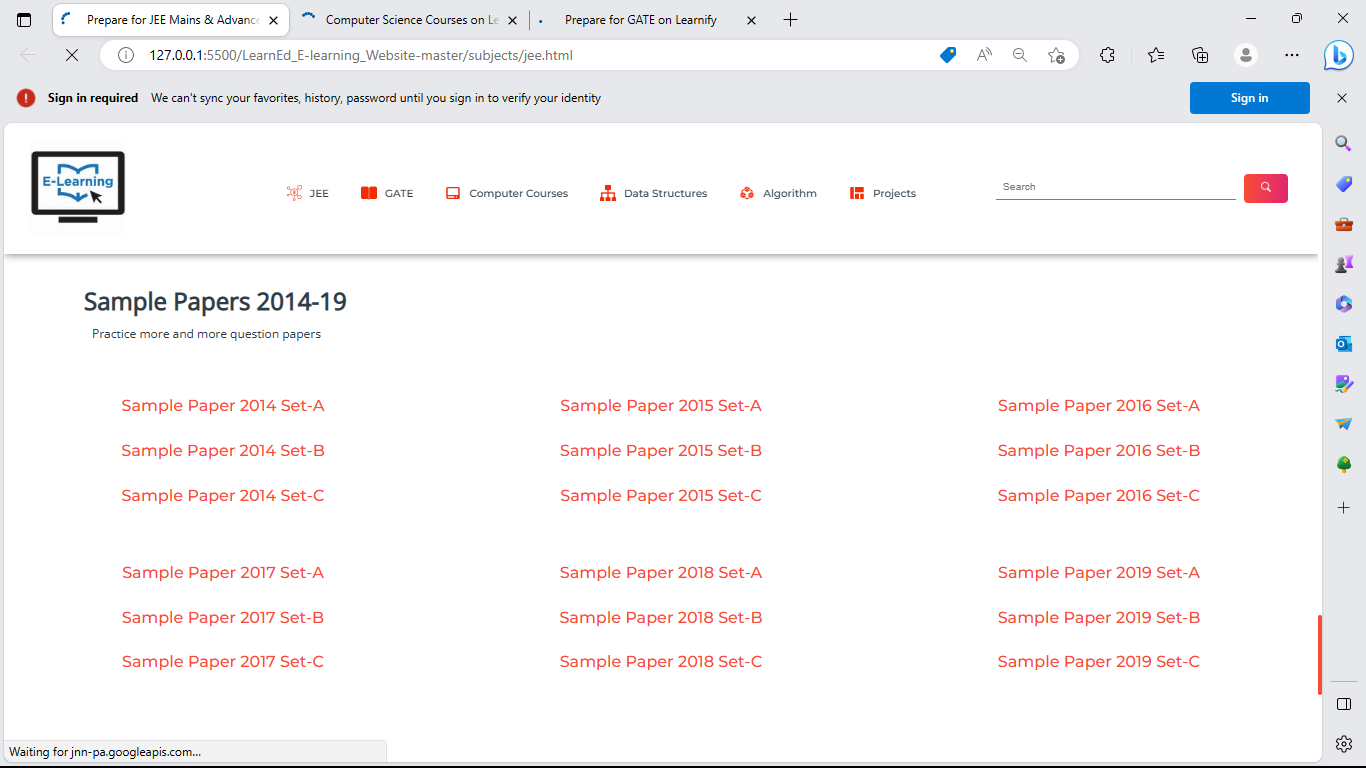 Prepare for JEE Mains & Advance
Computer Science Courses on Le
Prepare for GATE on Learnify
127.0.0.1:5500/LearnEd_E-learning_Website-master/subjects/jee.html
Sign in required We can't sync your favorites, history, password until you sign in to verify your identity
Sign in
E-Learning
JEE
GATE
Computer Courses
Data Structures
Algorithm
Projects
Search
Sample Papers 2014-19
Practice more and more question papers
Sample Paper 2014 Set-A
Sample Paper 2015 Set-A
Sample Paper 2016 Set-A
Sample Paper 2014 Set-B
Sample Paper 2015 Set-B
Sample Paper 2016 Set-B
Sample Paper 2014 Set-C
Sample Paper 2015 Set-C
Sample Paper 2016 Set-C
Sample Paper 2017 Set-A
Sample Paper 2018 Set-A
Sample Paper 2019 Set-A
Sample Paper 2017 Set-B
Sample Paper 2018 Set-B
Sample Paper 2019 Set-B
Sample Paper 2017 Set-C
Sample Paper 2018 Set-C
Sample Paper 2019 Set-C
Waiting for jnn-pa.googleapis.com...